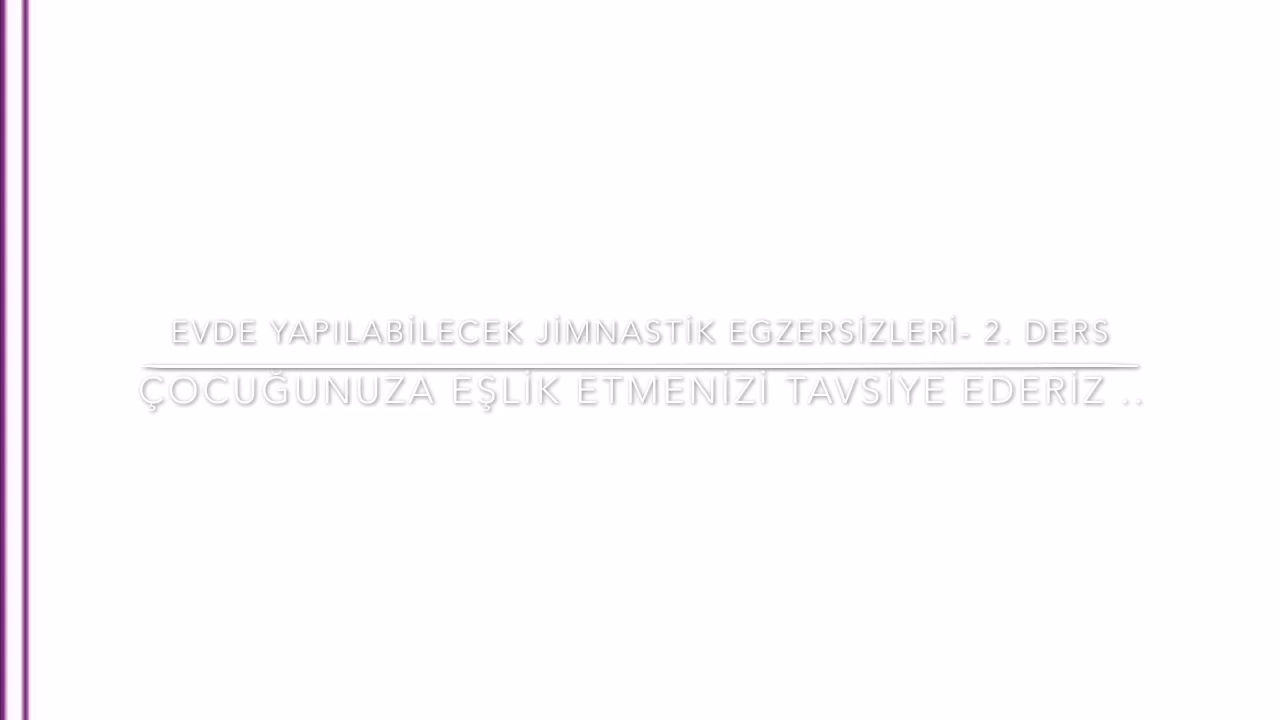 EVDE YAPILABİLECEK JİMNASTİK EGZERSİZLERİ- 2. DERS
ÇOCUĞUNUZA EŞLİK ETMENİZİ TAVSİYE EDERİZ ..